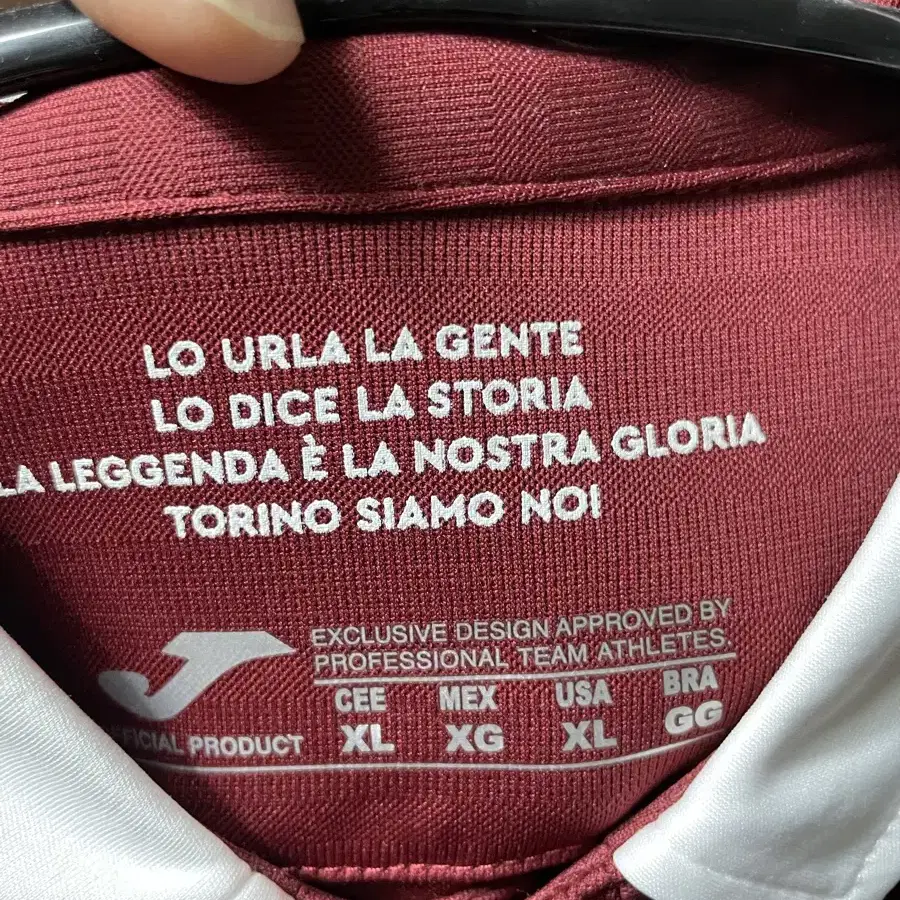 LO URLA LA GENTE
LO DICE LA STORIA
LA LEGGENDA È LA NOSTRA GLORIA
TORINO SIAMO NOI
EXCLUSIVE DESIGN APPROVED BY
PROFESSIONAL TEAM ATHLETES.
CEE MEX USA BRA
XL XG XL GG
OFFICIAL PRODUCT